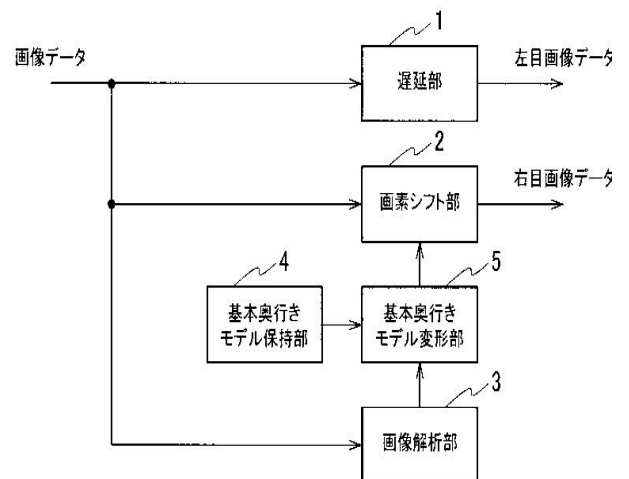 1
画像データ
遅延部
左目画像データ
2
画素シフト部
右目画像データ
4
5
基本奥行き
モデル保持部
基本奥行き
モデル変形部
3
画像解析部